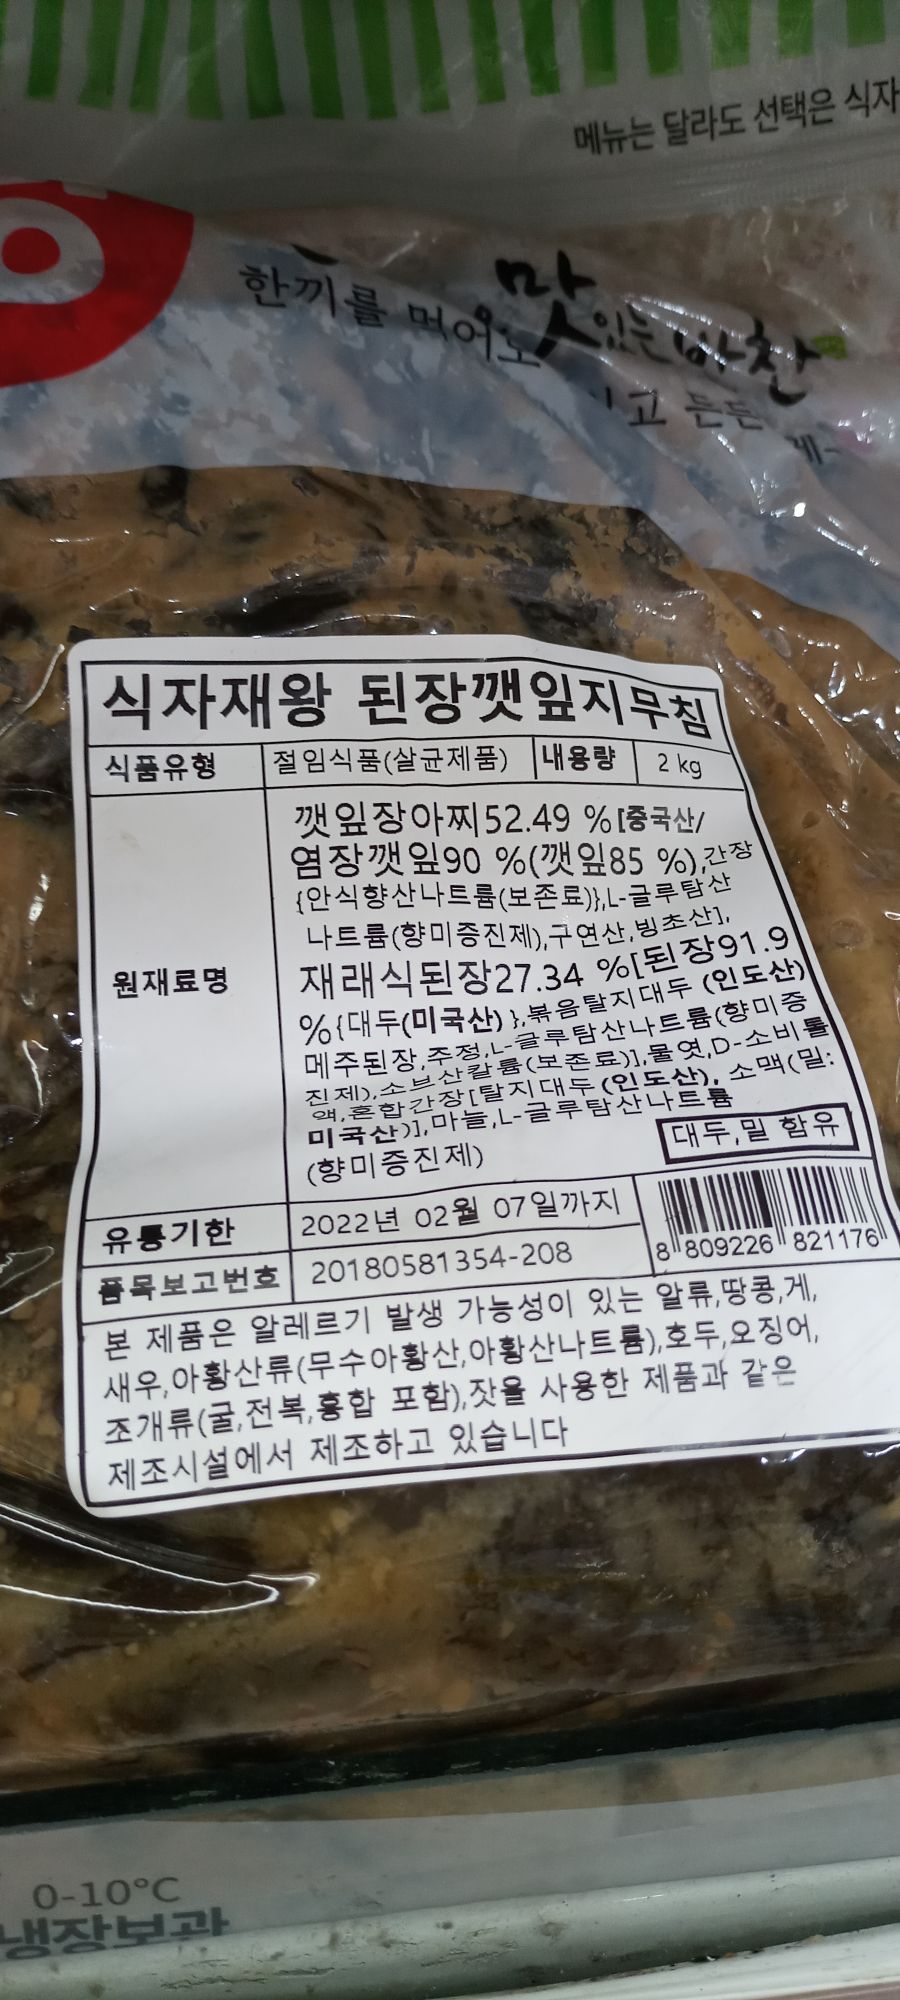 메뉴는 달라도 선택은 식자
한끼를 먹어도 맛있는 반찬
고 든든
식자재왕 된장깻잎지무침
식품유형 절임식품(살균제품) 내용량 2 kg
원재료명
깻잎장아찌52.49 %[중국산/
염장깻잎90 %(깻잎85 %),간장
{안식향산나트륨(보존료)},L-글루탐산
나트륨(향미증진제),구연산,빙초산],
재래식된장27.34 %[된장91.9
%{대두(미국산)},볶음탈지대두 (인도산)
메주된장,주정,L-글루탐산나트륨(향미증
진제),소브산칼륨(보존료)],물엿,D-소비톨
액,혼합간장[탈지대두(인도산), 소맥(밀:
미국산)],마늘,L-글루탐산나트륨
(향미증진제)
대두,밀 함유
유통기한 2022년 02월 07일까지
품목보고번호 20180581354-208
8 809226 821176
본 제품은 알레르기 발생 가능성이 있는 알류,땅콩,게,
새우,아황산류(무수아황산,아황산나트륨),호두,오징어,
조개류(굴,전복,홍합 포함),잣을 사용한 제품과 같은
제조시설에서 제조하고 있습니다
0-10°C
냉장보관